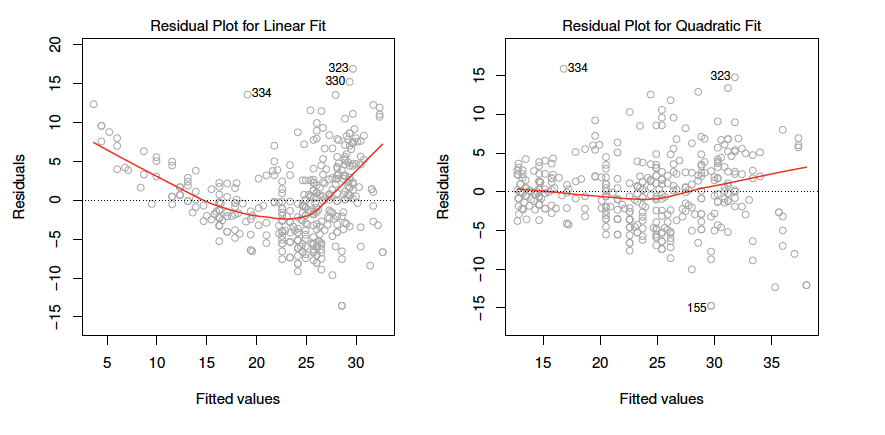 Residual Plot for Linear Fit
20
15
10
5
0
−5
−10
−15
Residuals
323
330
334
5 10 15 20 25 30
Fitted values
Residual Plot for Quadratic Fit
15
10
5
0
−5
−10
−15
Residuals
334
323
155
15 20 25 30 35
Fitted values